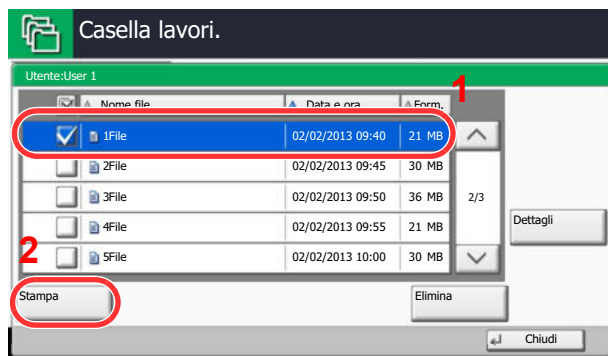 Casella lavori.
Utente:User 1
1
Nome file Data e ora Form.
1File 02/02/2013 09:40 21 MB
2File 02/02/2013 09:45 30 MB
3File 02/02/2013 09:50 36 MB 2/3
4File 02/02/2013 09:55 21 MB Dettagli
2 5File 02/02/2013 10:00 30 MB
Stampa Elimina
Chiudi